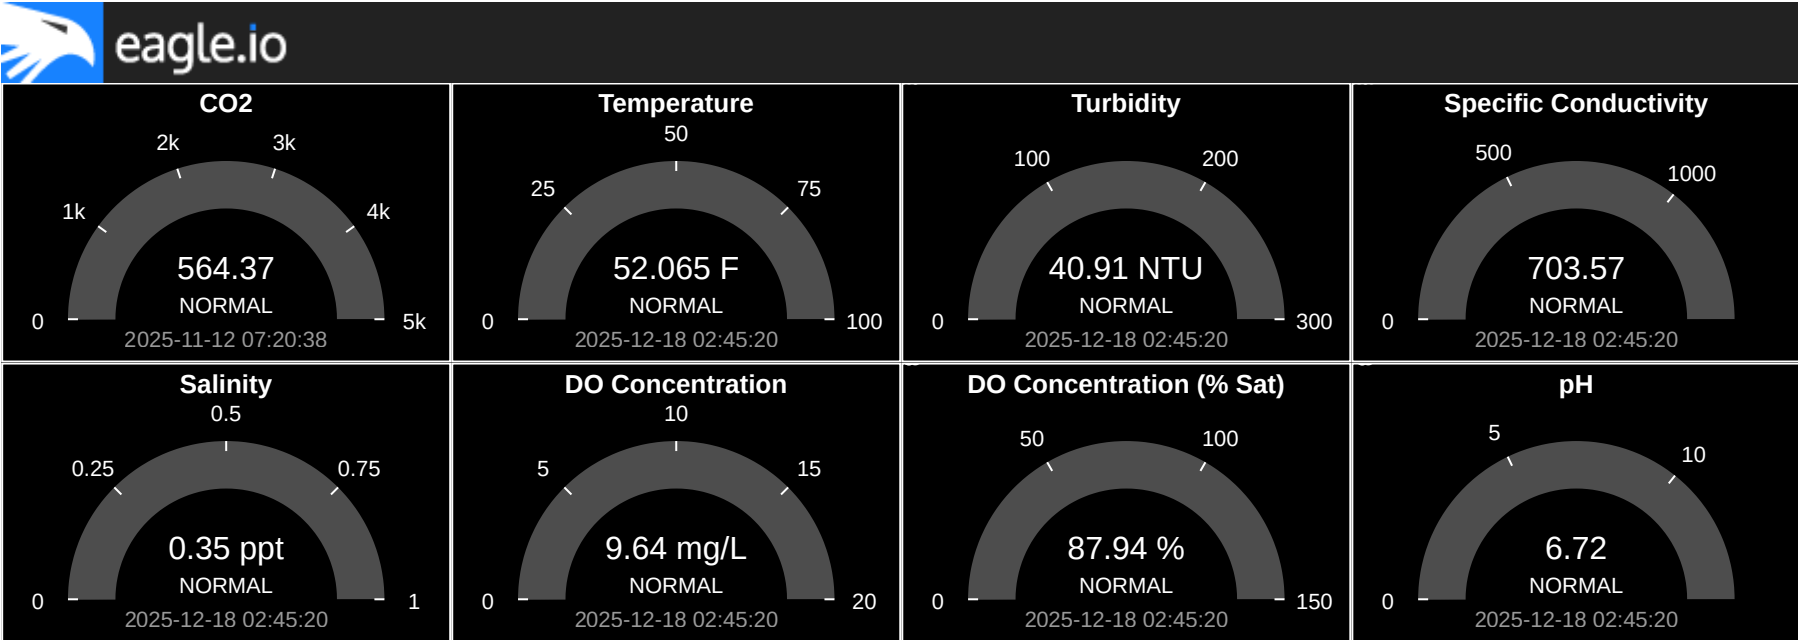 eagle.io
CO2
2k
3k
1k
4k
564.37
NORMAL
0
5k
2025-11-12 07:20:38
Temperature
50
25
75
52.065 F
NORMAL
0
100
2025-12-18 02:45:20
Turbidity
100
200
40.91 NTU
NORMAL
0
300
2025-12-18 02:45:20
Specific Conductivity
500
1000
703.57
NORMAL
0
2025-12-18 02:45:20
Salinity
0.5
0.25
0.75
0.35 ppt
NORMAL
0
1
2025-12-18 02:45:20
DO Concentration
10
5
15
9.64 mg/L
NORMAL
0
20
2025-12-18 02:45:20
DO Concentration (% Sat)
50
100
87.94 %
NORMAL
0
150
2025-12-18 02:45:20
pH
5
10
6.72
NORMAL
0
2025-12-18 02:45:20